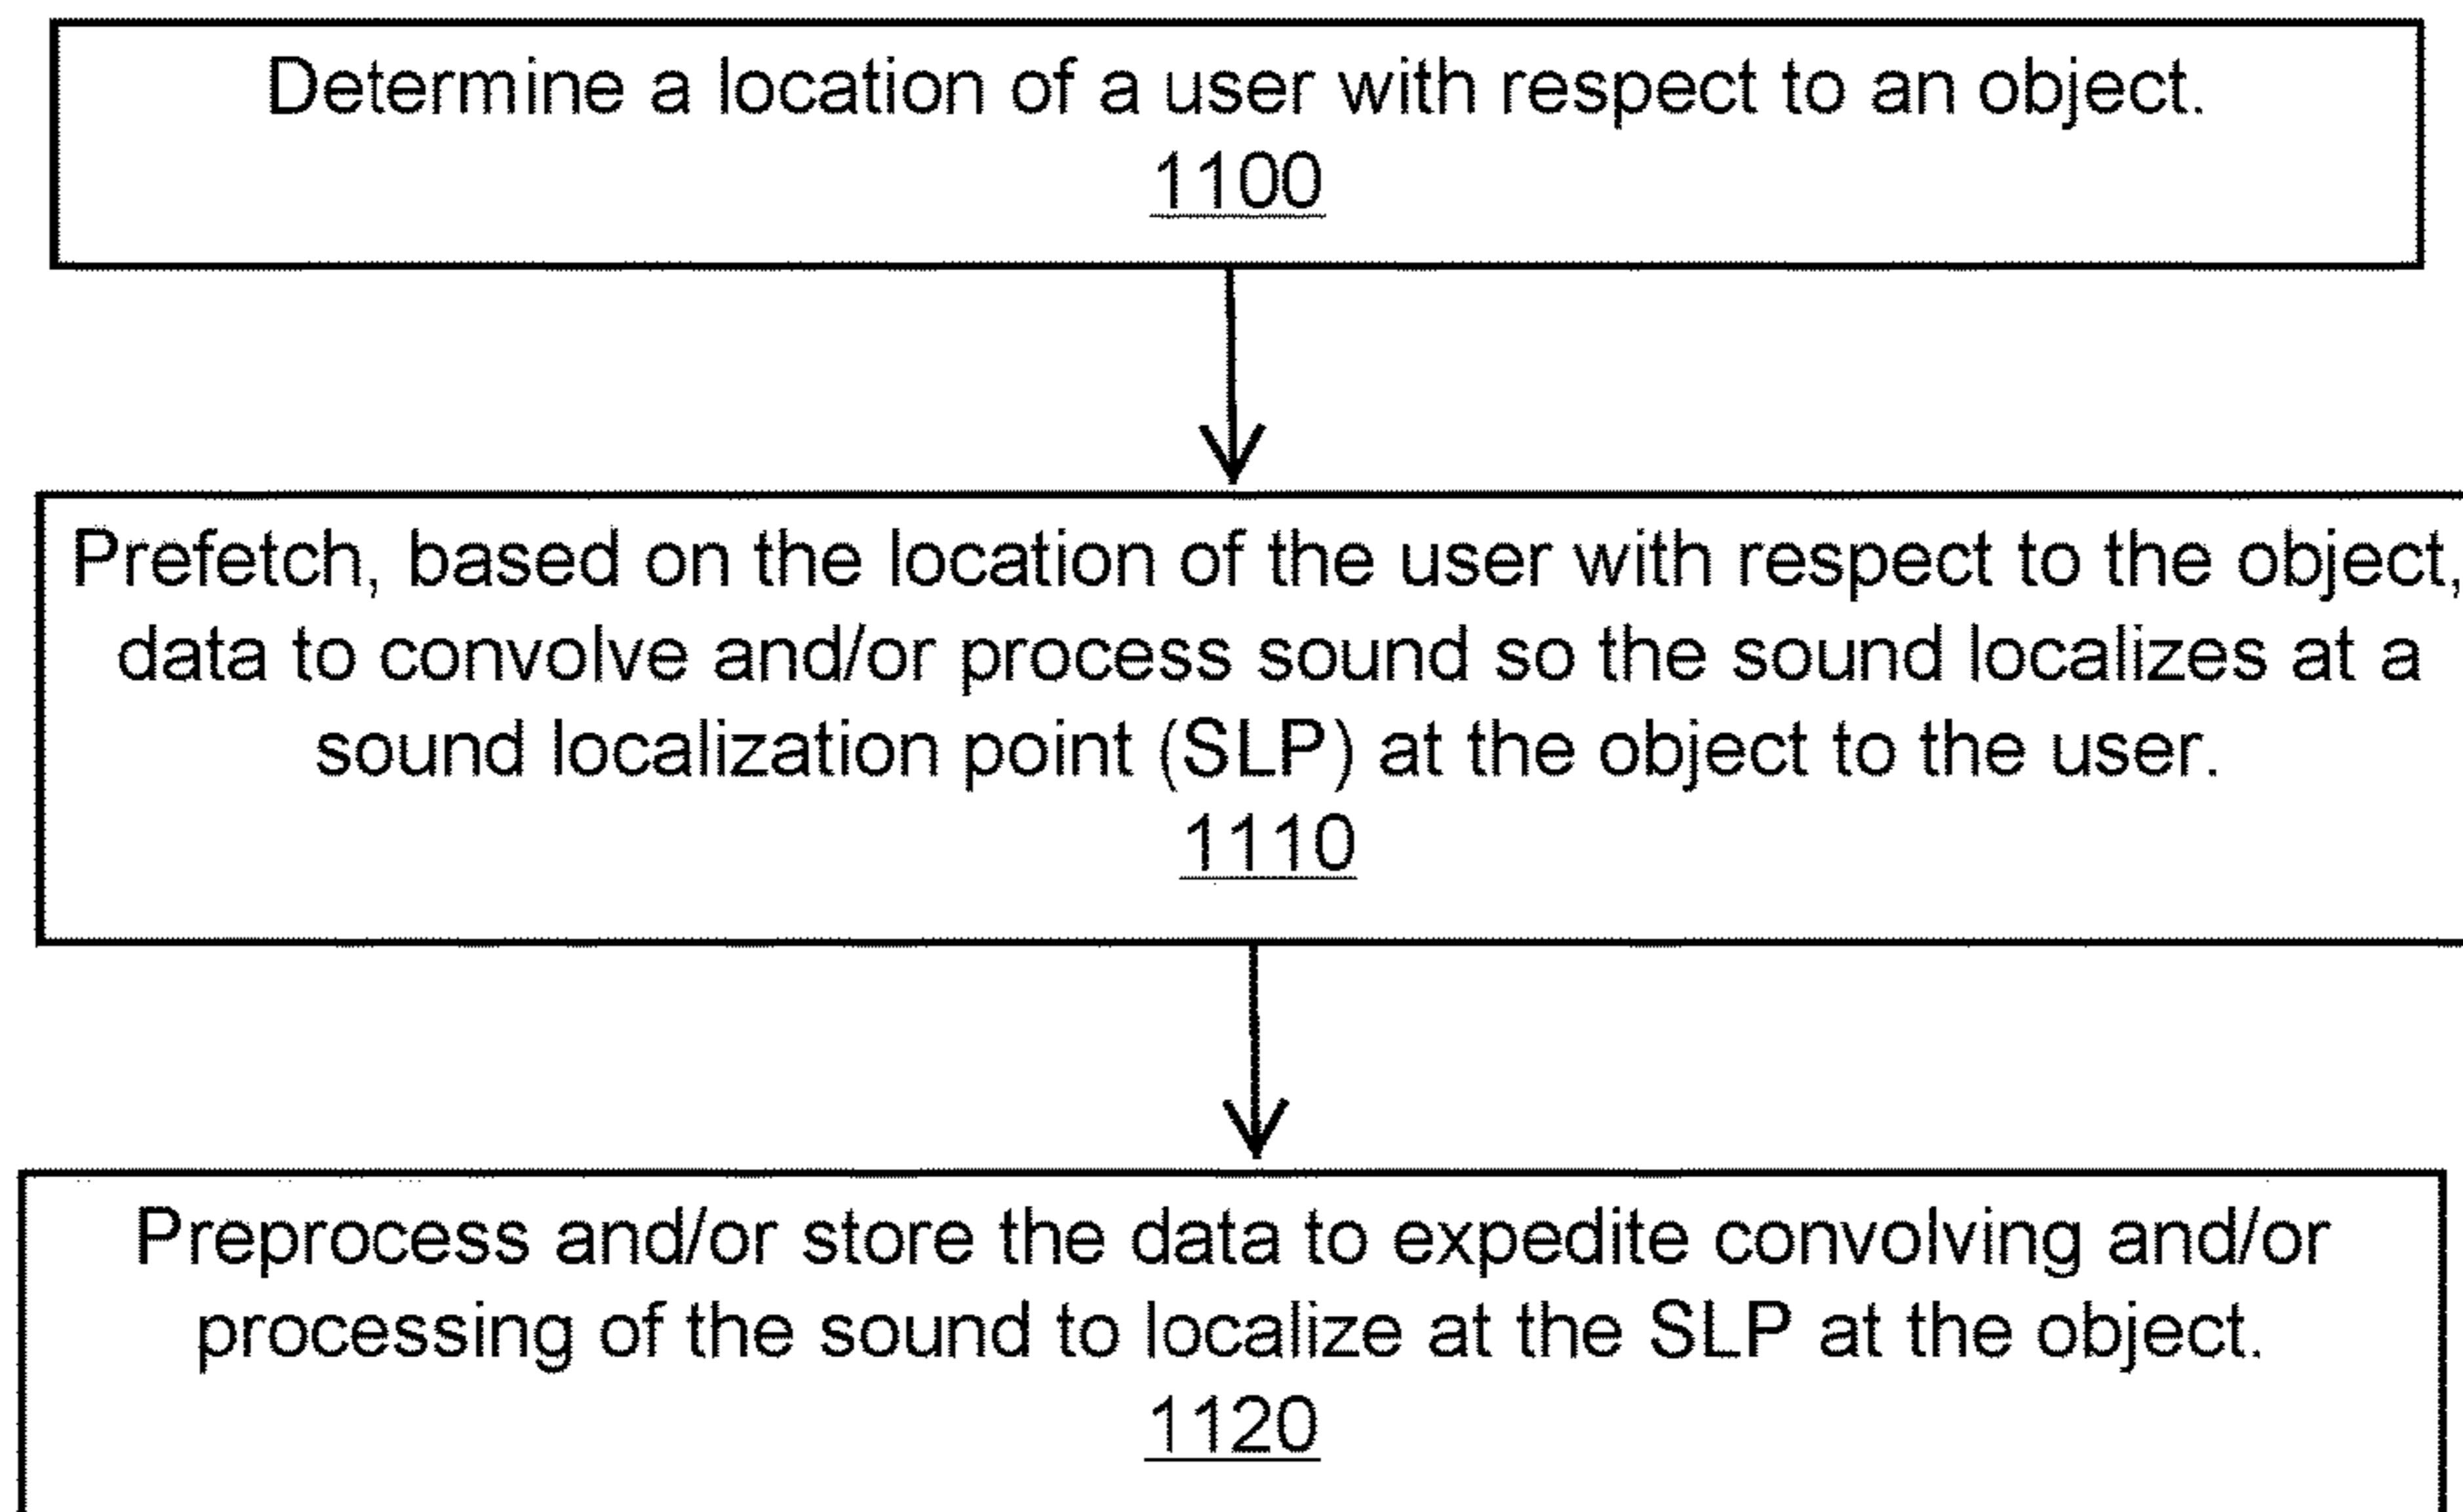 Determine a location of a user with respect to an object.
1100
Prefetch, based on the location of the user with respect to the object,
data to convolve and/or process sound so the sound localizes at a
sound localization point (SLP) at the object to the user.
1110
Preprocess and/or store the data to expedite convolving and/or
processing of the sound to localize at the SLP at the object.
1120